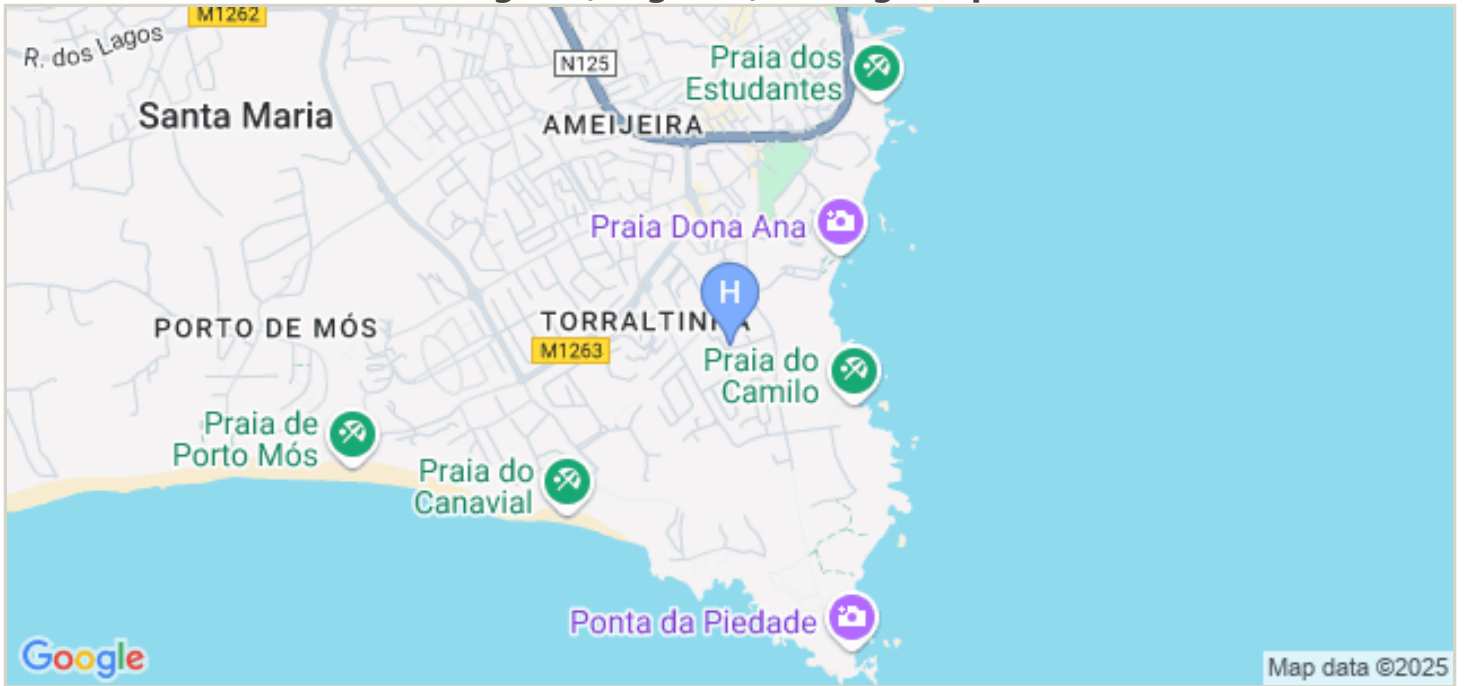 M1262
R. dos Lagos
N125
Praia dos
Estudantes
Santa Maria
AMEIJEIRA
Praia Dona Ana
H
PORTO DE MÓS
TORRALTINHA
M1263
Praia do
Camilo
Praia de
Porto Mós
Praia do
Canavial
Ponta da Piedade
Google
Map data ©2025